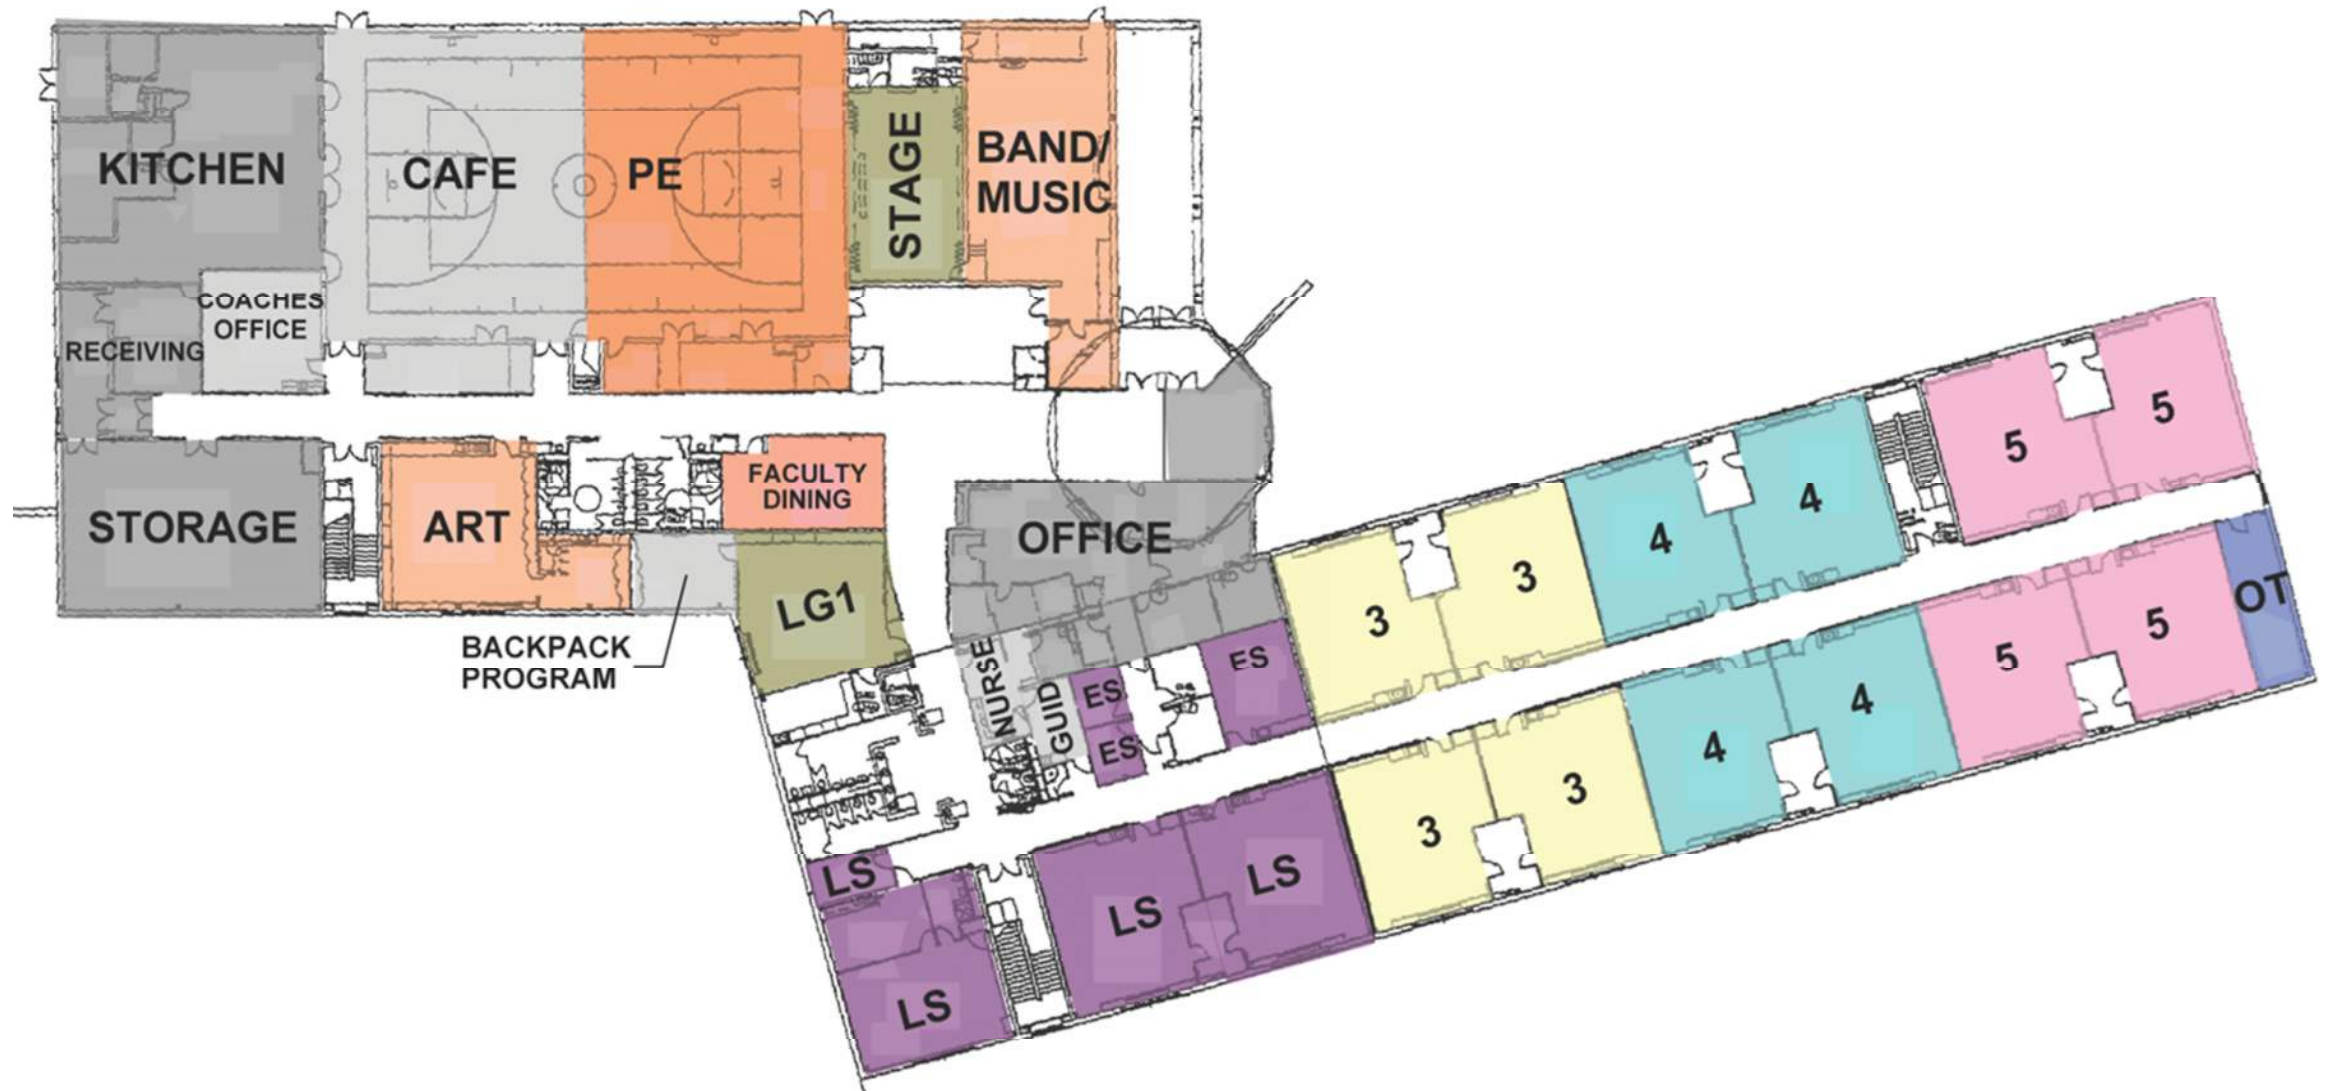 KITCHEN
CAFE
PE
STAGE
BAND/
MUSIC
COACHES
OFFICE
RECEIVING
STORAGE
ART
FACULTY
DINING
OFFICE
LG1
BACKPACK
PROGRAM
NURSE
GUID
ES
ES
ES
3
3
4
4
5
5
3
3
4
4
5
5
OT
LS
LS
LS
LS